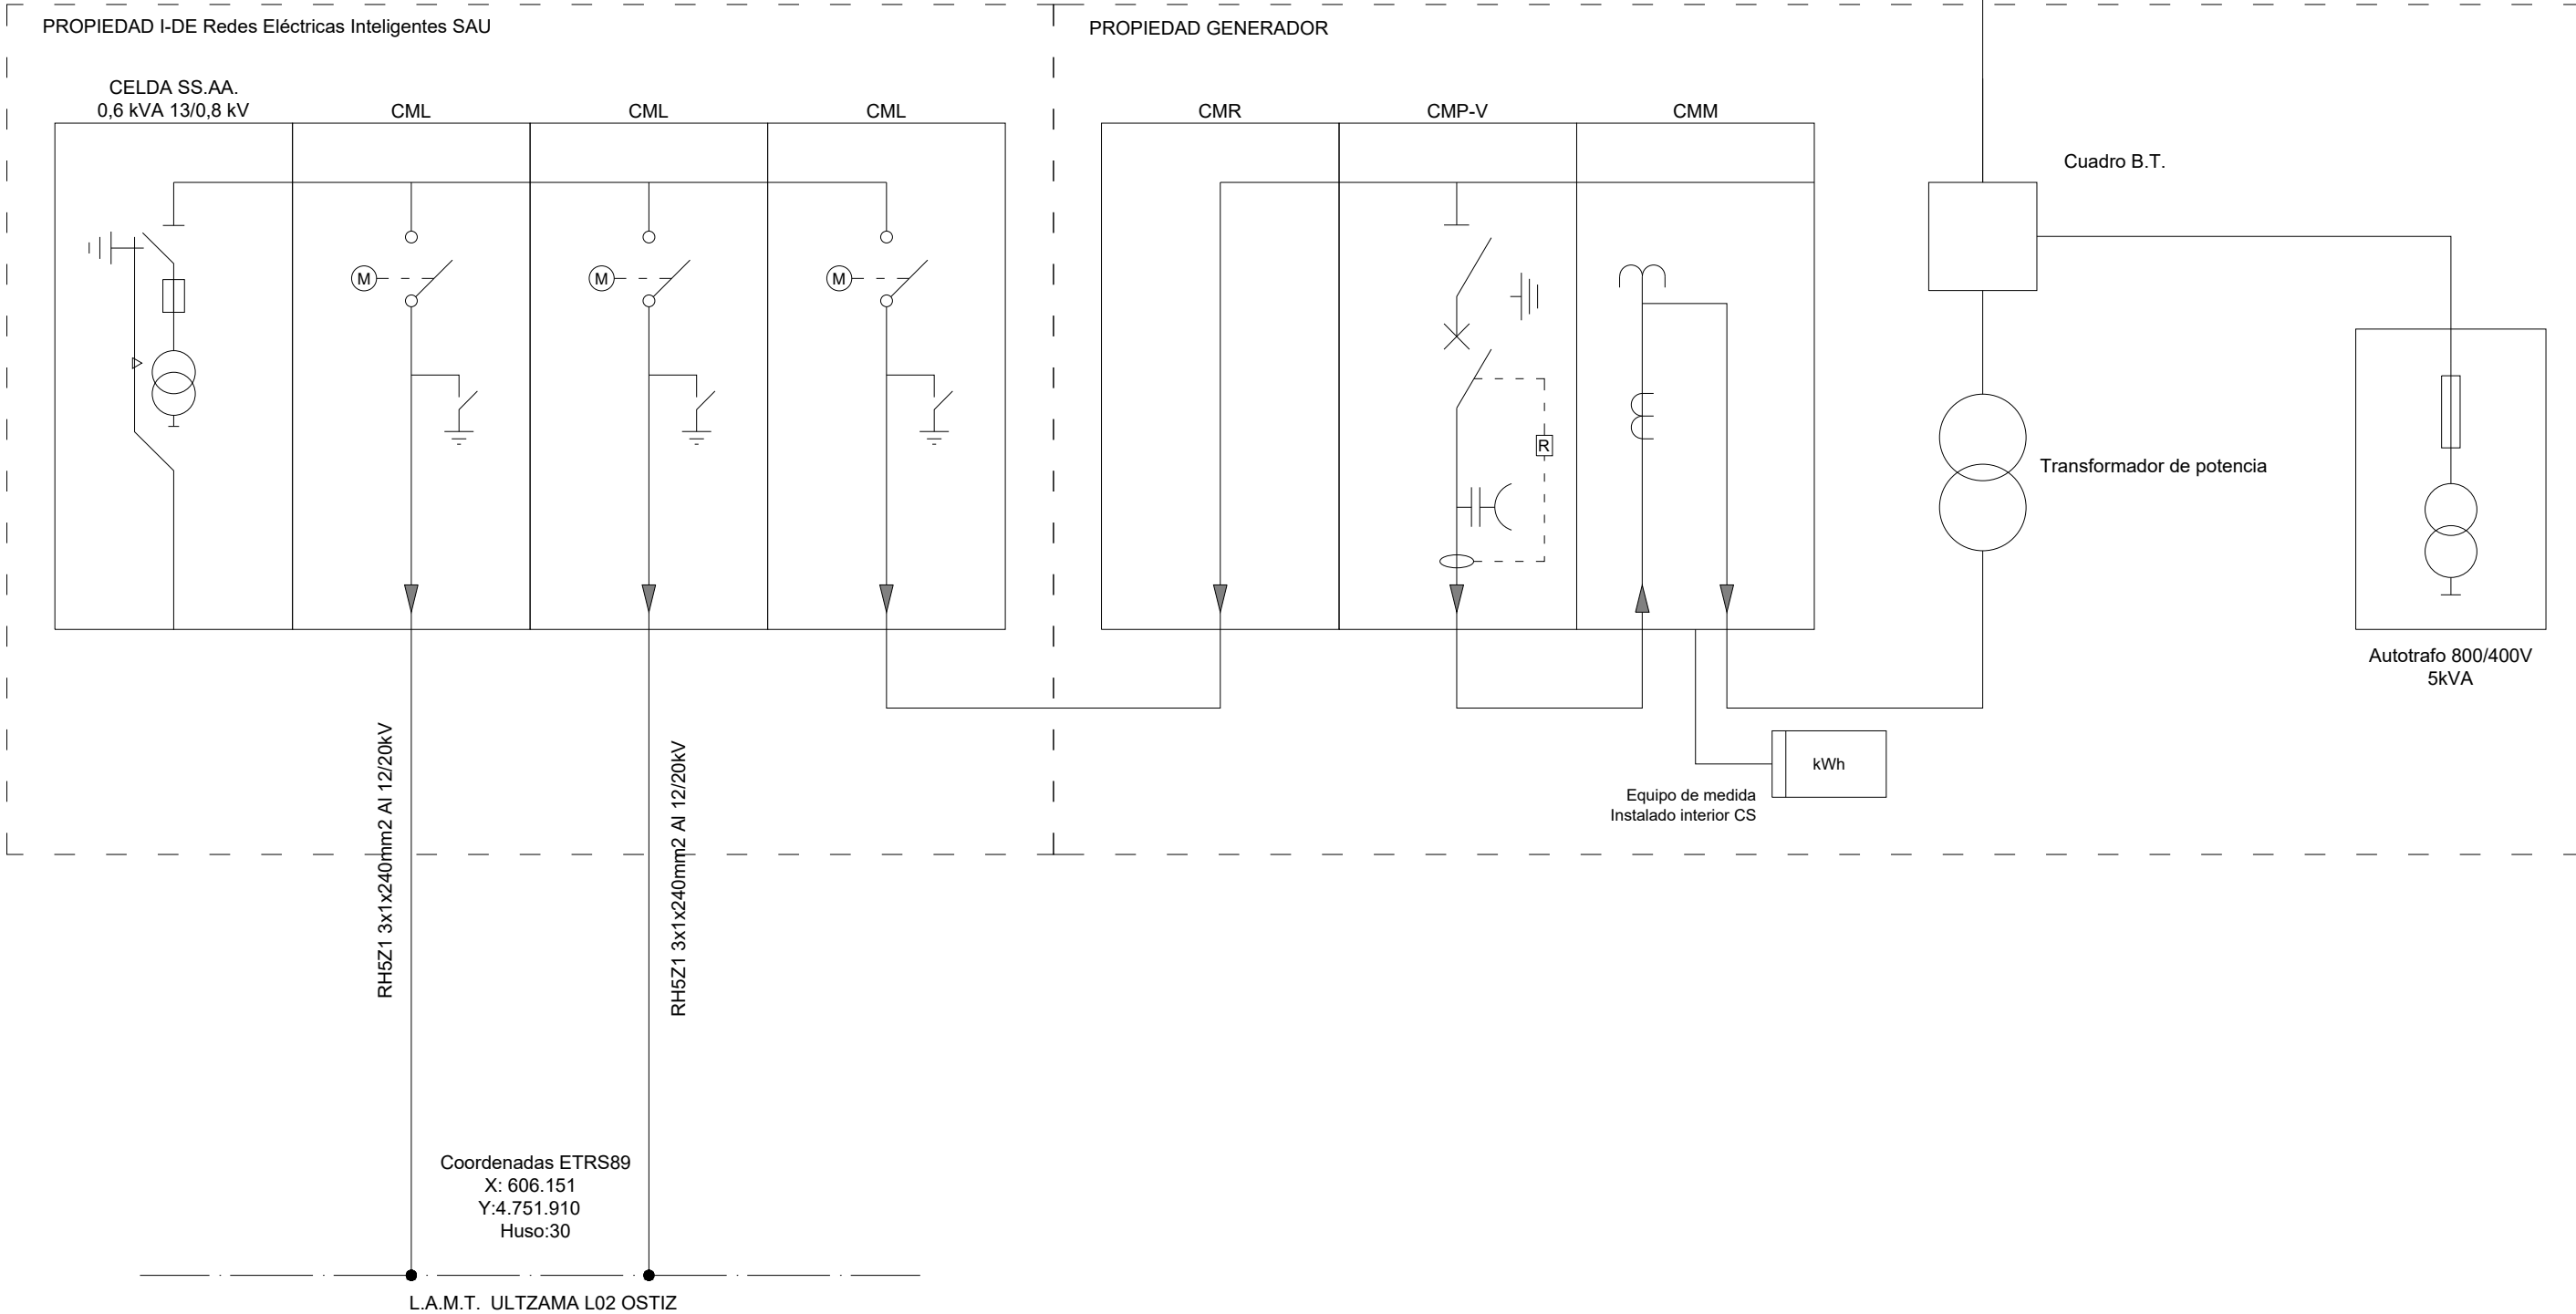 PROPIEDAD I-DE Redes Eléctricas Inteligentes SAU
PROPIEDAD GENERADOR
CELDA SS.AA.
0,6 kVA 13/0,8 kV
CML
CML
CML
CMR
CMP-V
CMM
Cuadro B.T.
M
M
M
R
Transformador de potencia
Autotrafo 800/400V
5kVA
kWh
Equipo de medida
Instalado interior CS
RH5Z1 3x1x240mm2 Al 12/20kV
RH5Z1 3x1x240mm2 Al 12/20kV
Coordenadas ETRS89
X: 606.151
Y:4.751.910
Huso:30
L.A.M.T. ULTZAMA L02 OSTIZ